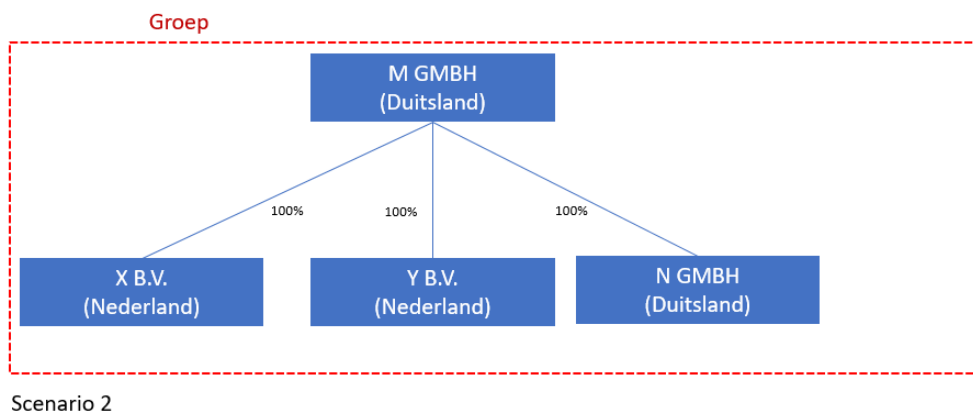 Groep
M GMBH
(Duitsland)
100%
100%
100%
X B.V.
(Nederland)
Y B.V.
(Nederland)
N GMBH
(Duitsland)
Scenario 2